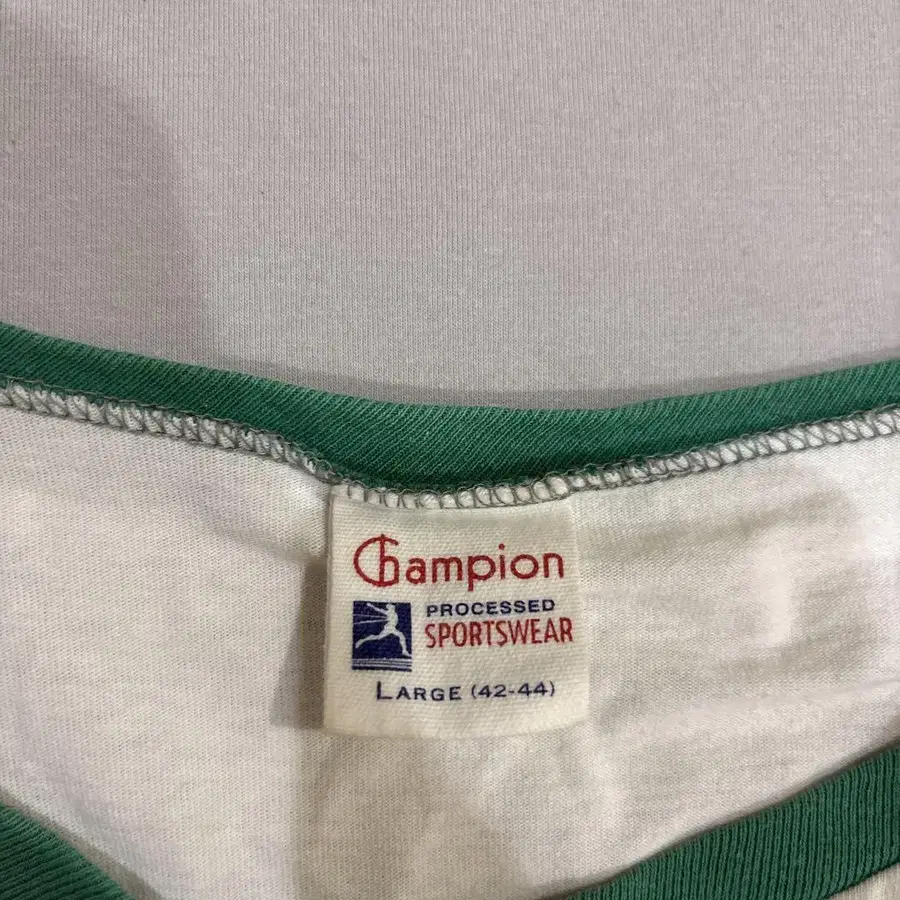 Champion
PROCESSED
SPORTSWEAR
LARGE (42-44)